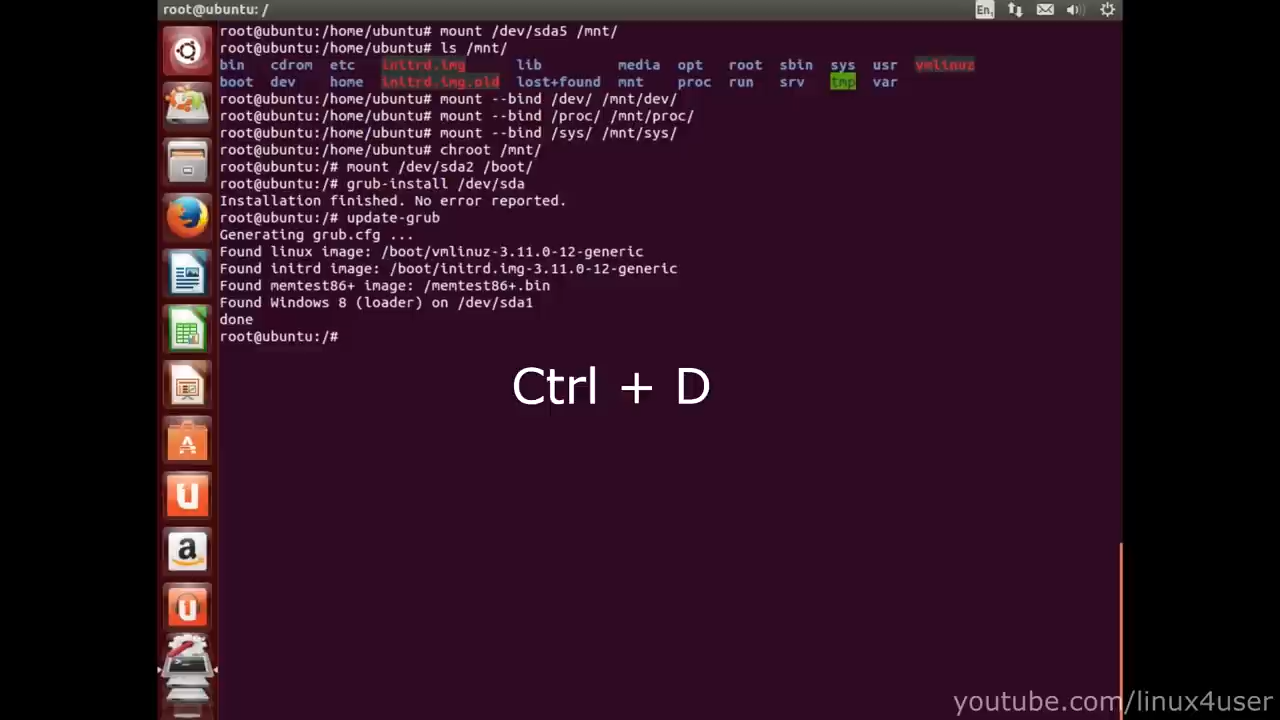 root@ubuntu: /
En
root@ubuntu:/home/ubuntu# mount /dev/sda5 /mnt/
root@ubuntu:/home/ubuntu# ls /mnt/
bin cdrom etc initrd.img lib media opt root sbin sys usr vmlinuz
boot dev home initrd.img.old lost+found mnt proc run srv tmp var
root@ubuntu:/home/ubuntu# mount --bind /dev/ /mnt/dev/
root@ubuntu:/home/ubuntu# mount --bind /proc/ /mnt/proc/
root@ubuntu:/home/ubuntu# mount --bind /sys/ /mnt/sys/
root@ubuntu:/home/ubuntu# chroot /mnt/
root@ubuntu:/# mount /dev/sda2 /boot/
root@ubuntu:/# grub-install /dev/sda
Installation finished. No error reported.
root@ubuntu:/# update-grub
Generating grub.cfg ...
Found linux image: /boot/vmlinuz-3.11.0-12-generic
Found initrd image: /boot/initrd.img-3.11.0-12-generic
Found memtest86+ image: /memtest86+.bin
Found Windows 8 (loader) on /dev/sda1
done
root@ubuntu:/#
Ctrl + D
youtube.com/linux4user